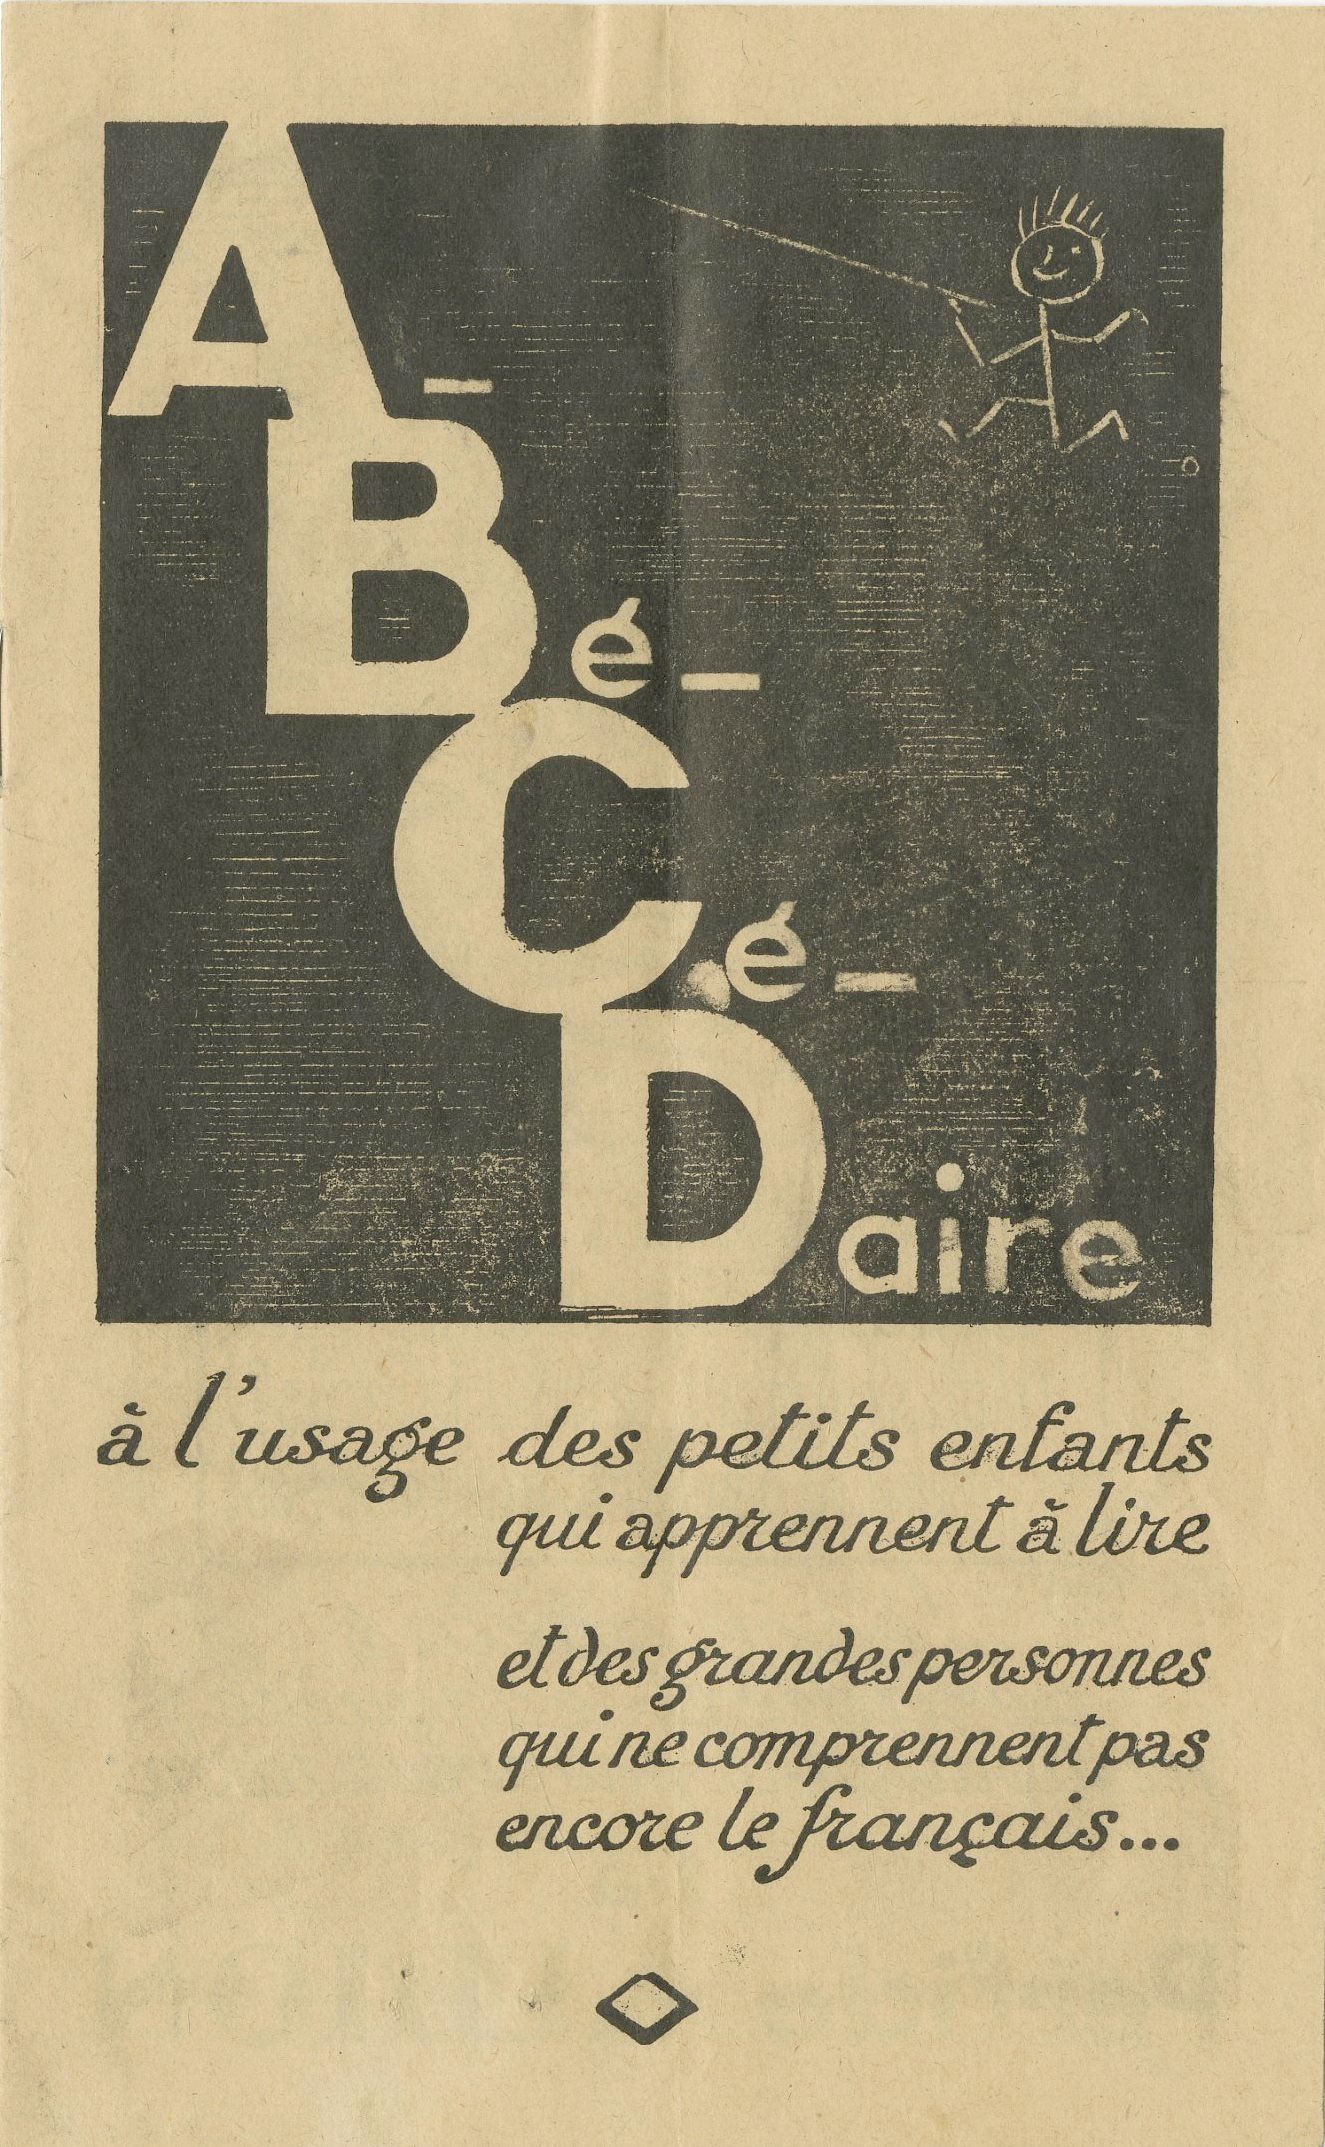 A-
Bé-
Cé-
Daire
à l'usage des petits enfants
qui apprennent à lire
et des grandes personnes
qui ne comprennent pas
encore le français...